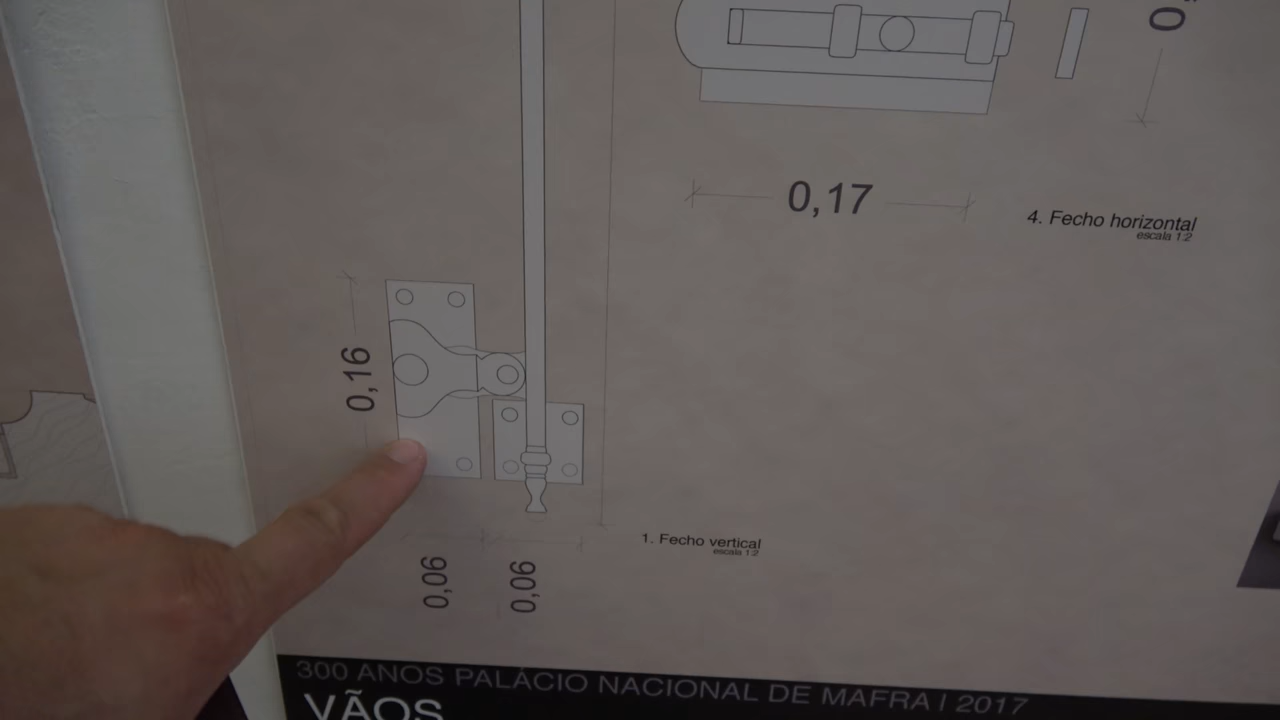 0,17
4. Fecho horizontal
escala 1:2
0,16
1. Fecho vertical
escala 1:2
0,06
0,06
300 ANOS PALÁCIO NACIONAL DE MAFRA | 2017
VÃOS